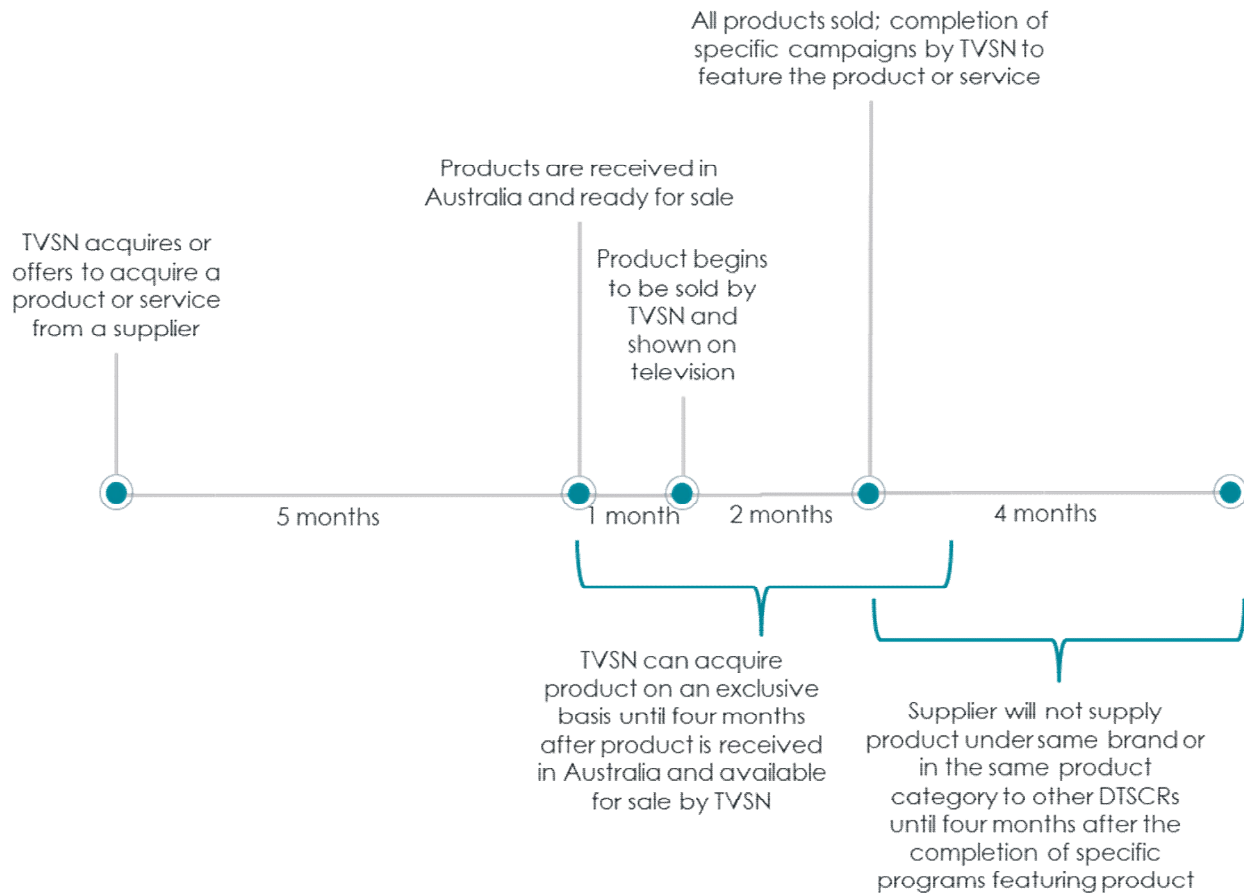 All products sold; completion of
specific campaigns by TVSN to
feature the product or service
Products are received in
Australia and ready for sale
TVSN acquires or
offers to acquire a
product or service
from a supplier
Product begins
to be sold by
TVSN and
shown on
television
5 months
1 month
2 months
4 months
TVSN can acquire
product on an exclusive
basis until four months
after product is received
in Australia and available
for sale by TVSN
Supplier will not supply
product under same brand or
in the same product
category to other DTSCRs
until four months after the
completion of specific
programs featuring product